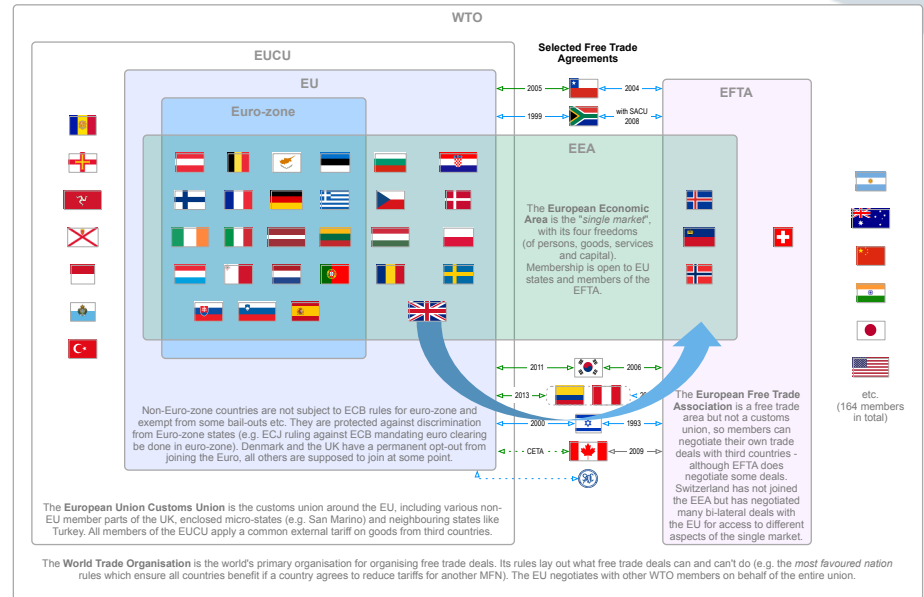 WTO
EUCU
Selected Free Trade
Agreements
EU
EFTA
Euro-zone
2005
2004
1999
with SACU
2008
EEA
The European Economic
Area is the "single market",
with its four freedoms
(of persons, goods, services
and capital).
Membership is open to EU
states and members of the
EFTA.
2011
2006
2013
2000
1993
CETA
2009
etc.
(164 members
in total)
Non-Euro-zone countries are not subject to ECB rules for euro-zone and
exempt from some bail-outs etc. They are protected against discrimination
from Euro-zone states (e.g. ECJ ruling against ECB mandating euro clearing
be done in euro-zone). Denmark and the UK have a permanent opt-out from
joining the Euro, all others are supposed to join at some point.
The European Free Trade
Association is a free trade
area but not a customs
union, so members can
negotiate their own trade
deals with third countries -
although EFTA does
negotiate some deals.
Switzerland has not joined
the EEA but has negotiated
many bi-lateral deals with
the EU for access to different
aspects of the single market.
The European Union Customs Union is the customs union around the EU, including various non-
EU member parts of the UK, enclosed micro-states (e.g. San Marino) and neighbouring states like
Turkey. All members of the EUCU apply a common external tariff on goods from third countries.
The World Trade Organisation is the world's primary organisation for organising free trade deals. Its rules lay out what free trade deals can and can't do (e.g. the most favoured nation
rules which ensure all countries benefit if a country agrees to reduce tariffs for another MFN). The EU negotiates with other WTO members on behalf of the entire union.